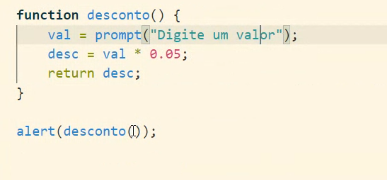 function desconto() {
    val = prompt("Digite um valor");
    desc = val * 0.05;
    return desc;
}
alert(desconto());